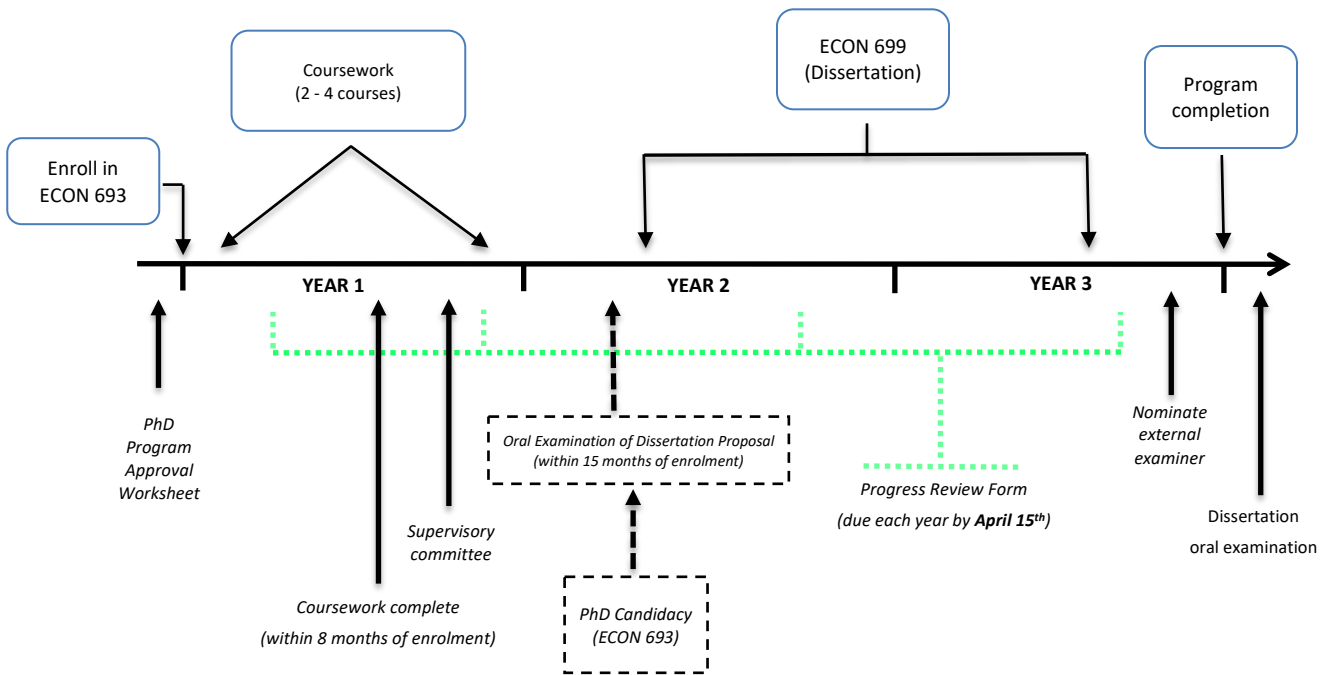 ECON 699
(Dissertation)
Coursework
(2 - 4 courses)
Program
completion
Enroll in
ECON 693
YEAR 1
YEAR 2
YEAR 3
PhD
Program
Approval
Worksheet
Nominate
external
examiner
Oral Examination of Dissertation Proposal
(within 15 months of enrolment)
Progress Review Form
(due each year by April 15th)
Dissertation
oral examination
Supervisory
committee
Coursework complete
(within 8 months of enrolment)
PhD Candidacy
(ECON 693)